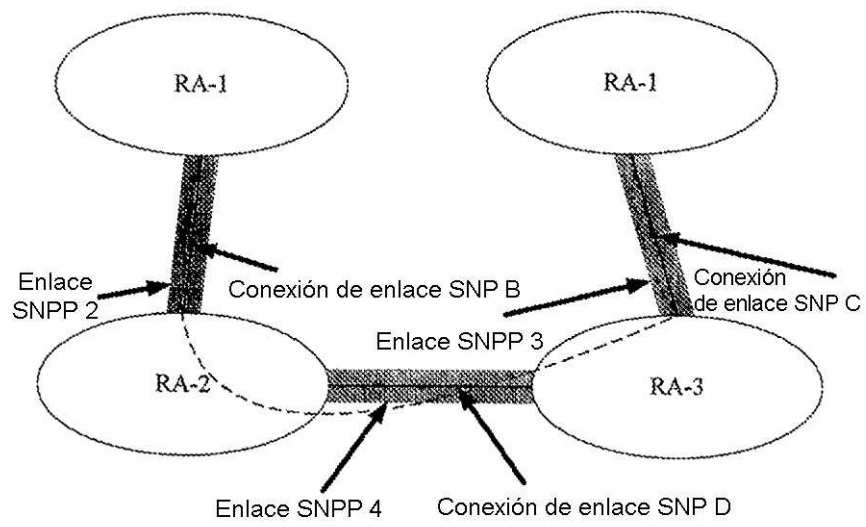 RA-1
RA-1
Enlace
SNPP 2
Conexión de enlace SNP B
Conexión
de enlace SNP C
Enlace SNPP 3
RA-2
RA-3
Enlace SNPP 4
Conexión de enlace SNP D